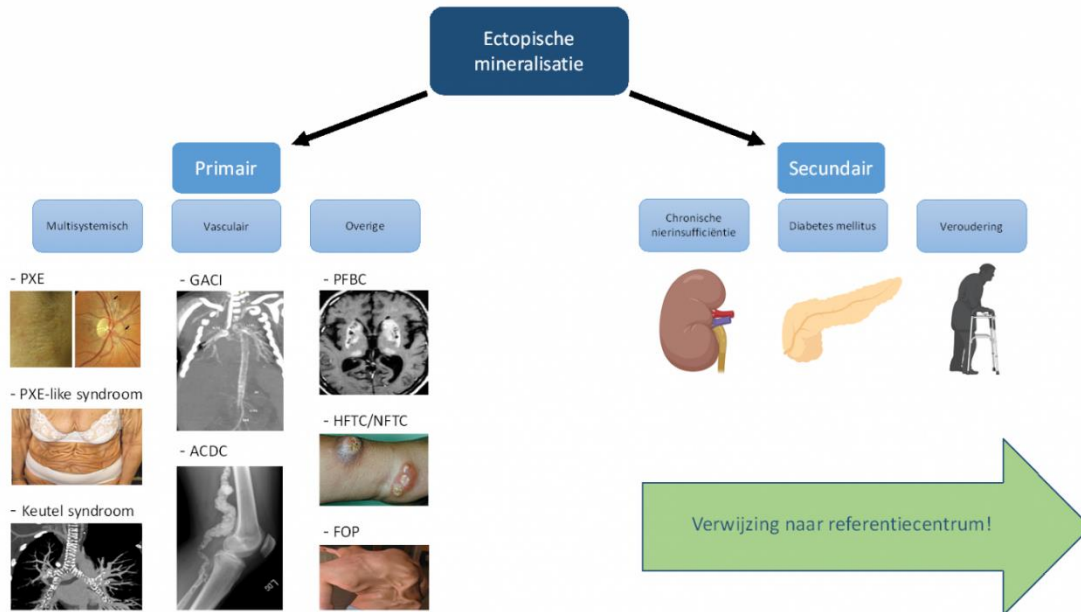 Ectopische
mineralisatie
Primair
Secundair
Multisystemisch
Vasculair
Overige
Chronische
nierinsufficiëntie
Diabetes mellitus
Veroudering
- PXE
- GACI
- PFBC
- PXE-like syndroom
- HFTC/NFTC
- ACDC
- Keutel syndroom
- FOP
Verwijzing naar referentiecentrum!